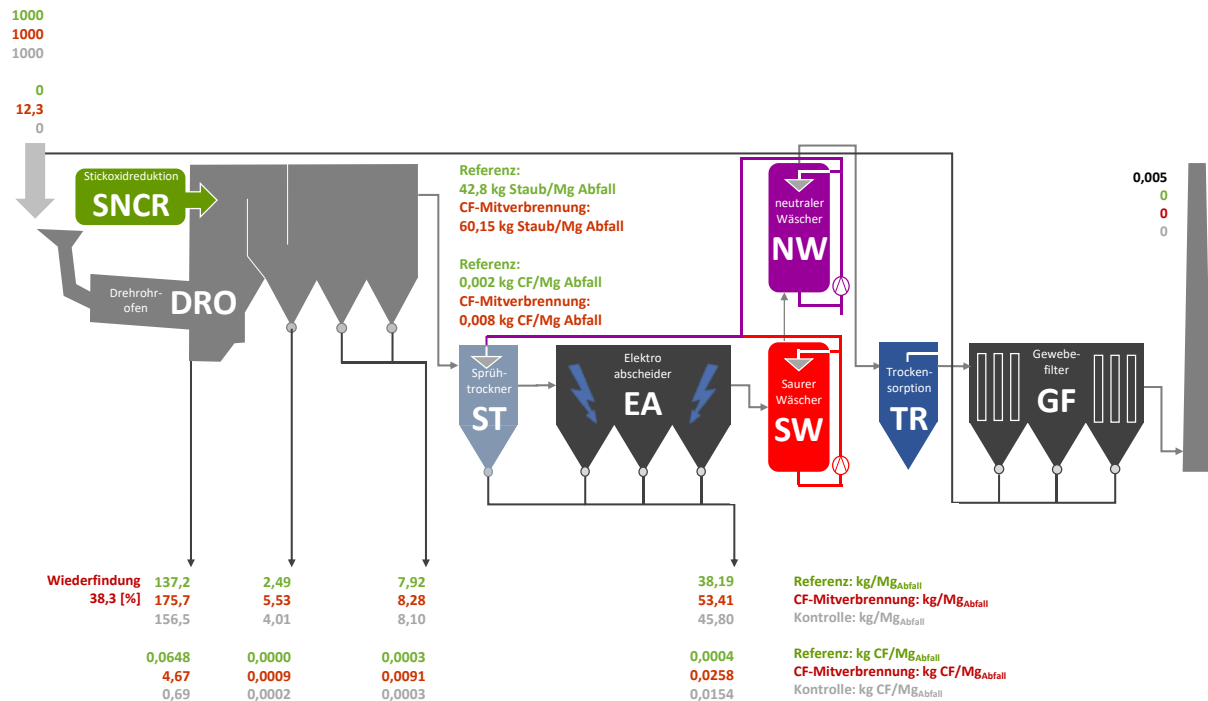 1000
1000
1000
0
12,3
0
Stickoxidreduktion
SNCR
Drehrohr-
ofen
DRO
Referenz:
42,8 kg Staub/Mg Abfall
CF-Mitverbrennung:
60,15 kg Staub/Mg Abfall
Referenz:
0,002 kg CF/Mg Abfall
CF-Mitverbrennung:
0,008 kg CF/Mg Abfall
neutraler
Wäscher
NW
0,005
0
0
0
Sprüh-
trockner
ST
Elektro
abscheider
EA
Saurer
Wäscher
SW
Trocken-
sorption
TR
Gewebe-
filter
GF
Wiederfindung 137,2 2,49 7,92 38,19 Referenz: kg/MgAbfall
38,3 [%] 175,7 5,53 8,28 53,41 CF-Mitverbrennung: kg/MgAbfall
156,5 4,01 8,10 45,80 Kontrolle: kg/MgAbfall
0,0648 0,0000 0,0003 0,0004 Referenz: kg CF/MgAbfall
4,67 0,0009 0,0091 0,0258 CF-Mitverbrennung: kg CF/MgAbfall
0,69 0,0002 0,0003 0,0154 Kontrolle: kg CF/MgAbfall